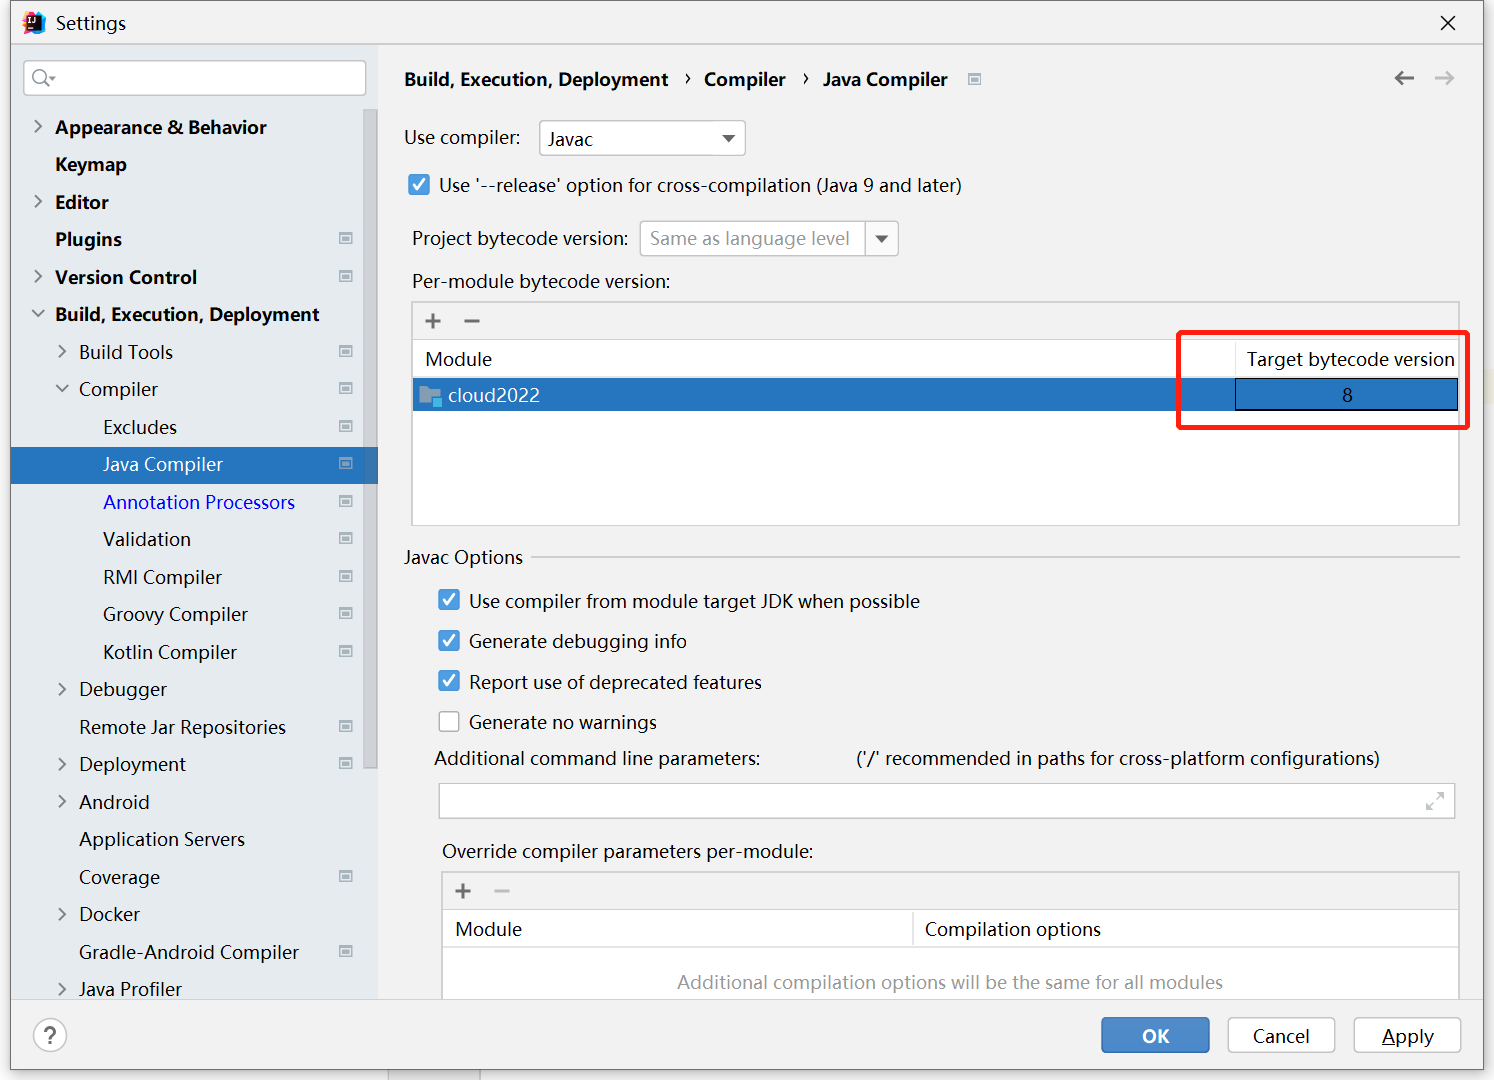 Settings
Build, Execution, Deployment › Compiler › Java Compiler
Appearance & Behavior
Keymap
Editor
Plugins
Version Control
Build, Execution, Deployment
Build Tools
Compiler
Excludes
Java Compiler
Annotation Processors
Validation
RMI Compiler
Groovy Compiler
Kotlin Compiler
Debugger
Remote Jar Repositories
Deployment
Android
Application Servers
Coverage
Docker
Gradle-Android Compiler
Java Profiler
Use compiler: Javac
Use '--release' option for cross-compilation (Java 9 and later)
Project bytecode version: Same as language level
Per-module bytecode version:
Module Target bytecode version
cloud2022 8
Javac Options
Use compiler from module target JDK when possible
Generate debugging info
Report use of deprecated features
Generate no warnings
Additional command line parameters: ('/' recommended in paths for cross-platform configurations)
Override compiler parameters per-module:
Module Compilation options
Additional compilation options will be the same for all modules
? OK Cancel Apply